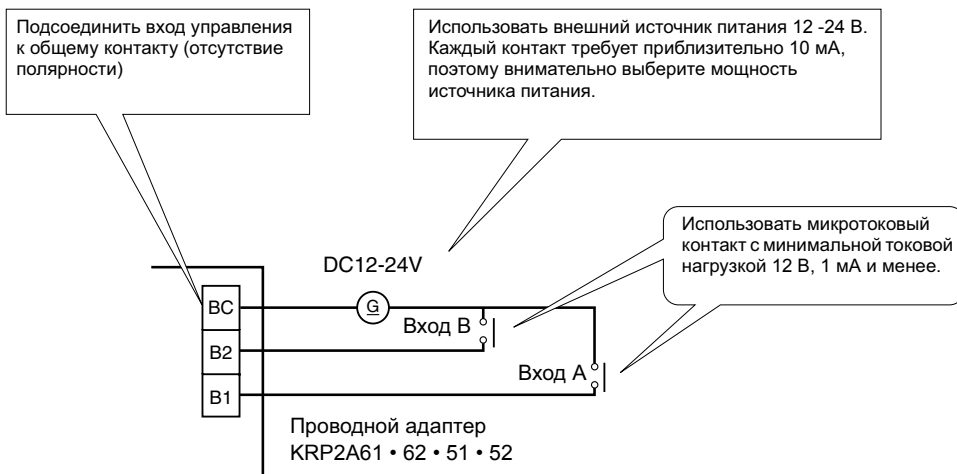 Подсоединить вход управления
к общему контакту (отсутствие
полярности)
Использовать внешний источник питания 12 -24 В.
Каждый контакт требует приблизительно 10 мА,
поэтому внимательно выберите мощность
источника питания.
Использовать микротоковый
контакт с минимальной токовой
нагрузкой 12 В, 1 мА и менее.
DC12-24V
BC
G
Вход B
B2
Вход A
B1
Проводной адаптер
KRP2A61 • 62 • 51 • 52